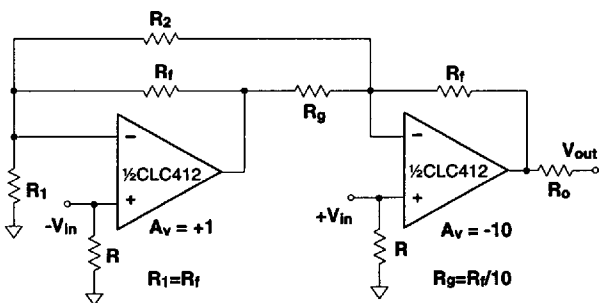 R2
Rf
Rg
Rf
−
½CLC412
+
−
½CLC412
+
R1
-Vin
R
Av = +1
R1=Rf
+Vin
R
Av = -10
Rg=Rf/10
Vout
Ro